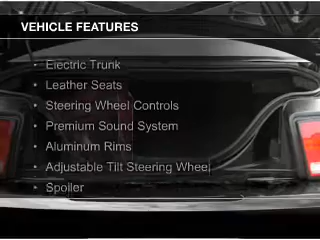 VEHICLE FEATURES
• Electric Trunk
• Leather Seats
• Steering Wheel Controls
• Premium Sound System
• Aluminum Rims
• Adjustable Tilt Steering Wheel
• Spoiler